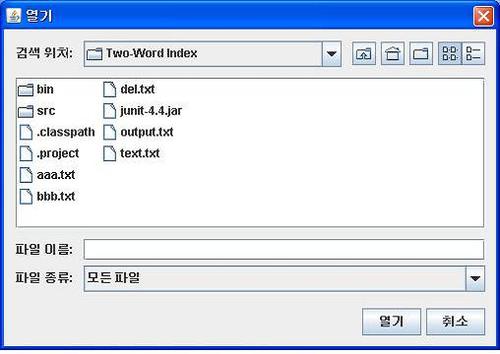 열기
검색 위치: Two-Word Index
bin
src
.classpath
.project
aaa.txt
bbb.txt
del.txt
junit-4.4.jar
output.txt
text.txt
파일 이름:
파일 종류: 모든 파일
열기 취소